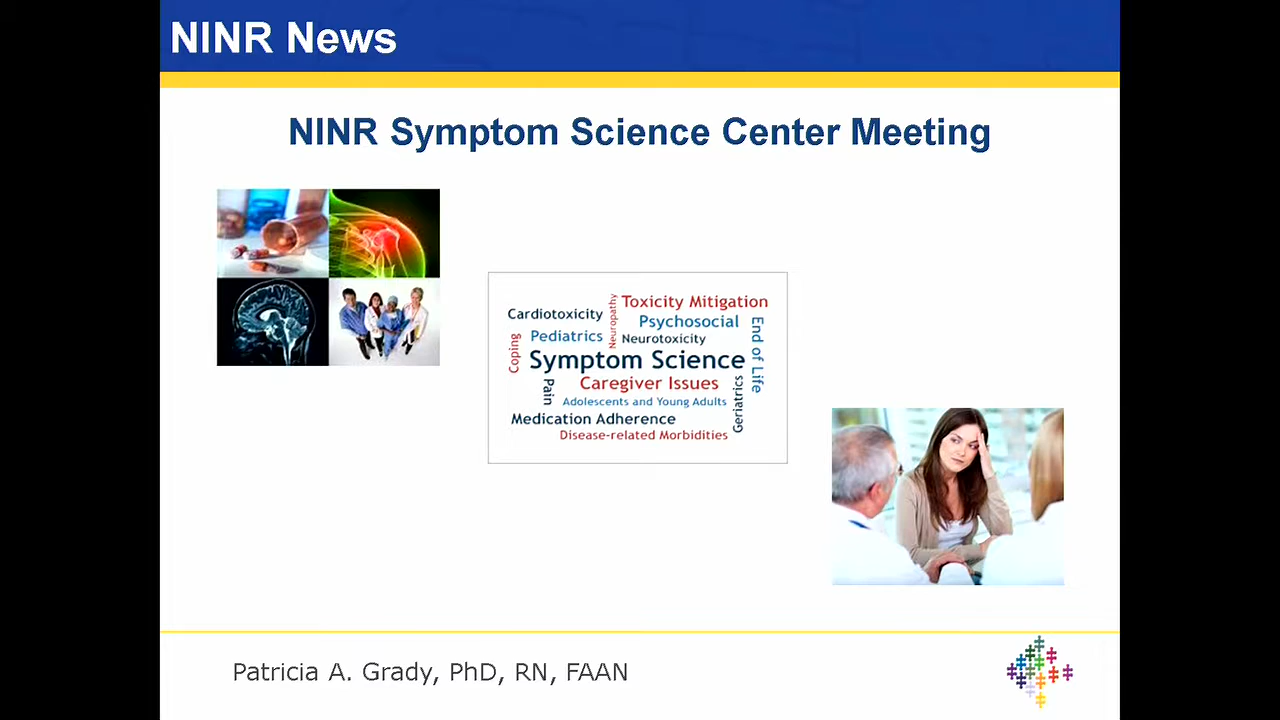 NINR News
NINR Symptom Science Center Meeting
Cardiotoxicity
Neuropathy
Toxicity Mitigation
Psychosocial
Pediatrics
Neurotoxicity
End of Life
Coping
Symptom Science
Pain
Caregiver Issues
Adolescents and Young Adults
Geriatrics
Medication Adherence
Disease-related Morbidities
Patricia A. Grady, PhD, RN, FAAN